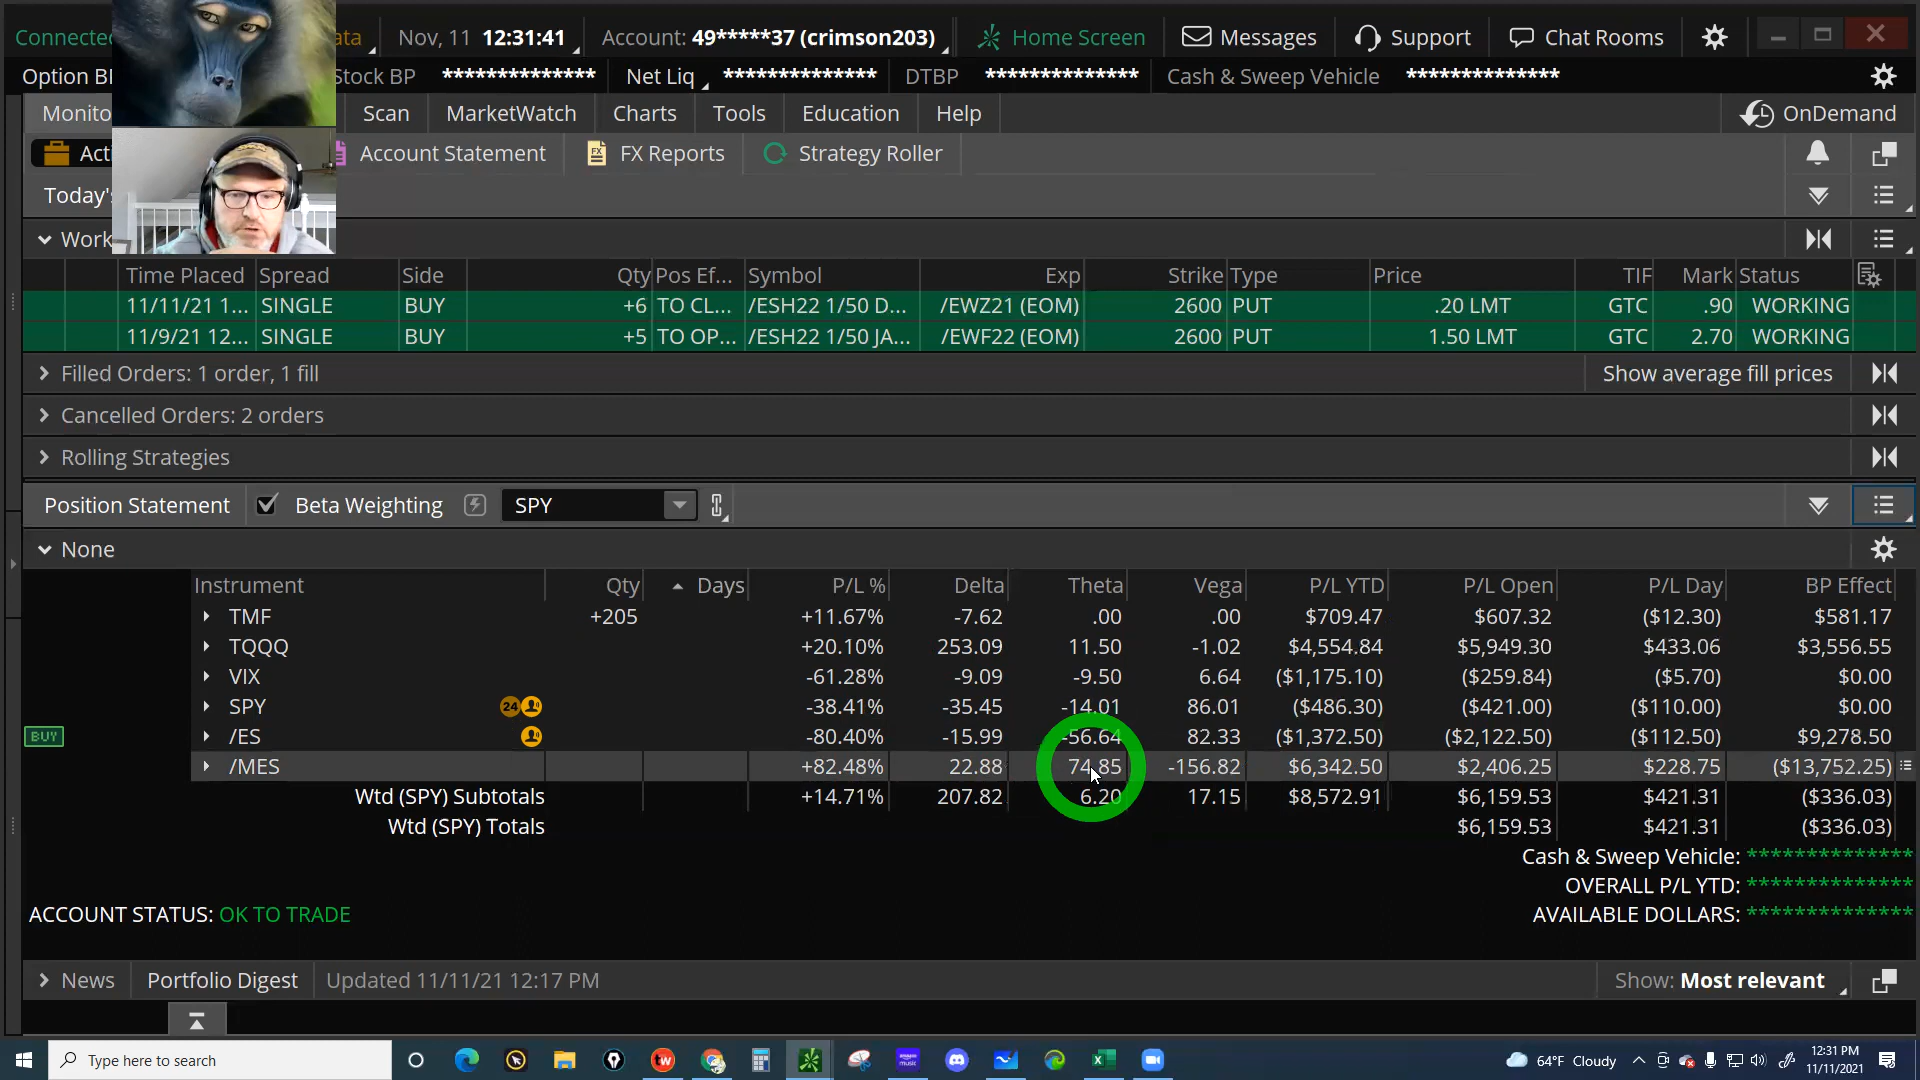 Connected ata Nov, 11 12:31:41 Account: 49*****37 (crimson203) Home Screen Messages Support Chat Rooms
Option BP Stock BP ************** Net Liq ************** DTBP ************** Cash & Sweep Vehicle **************
Monito Scan MarketWatch Charts Tools Education Help OnDemand
Acti Account Statement FX FX Reports Strategy Roller
Today's
Work
Time Placed Spread Side Qty Pos Ef... Symbol Exp Strike Type Price TIF Mark Status
11/11/21 1... SINGLE BUY +6 TO CL... /ESH22 1/50 D... /EWZ21 (EOM) 2600 PUT .20 LMT GTC .90 WORKING
11/9/21 12... SINGLE BUY +5 TO OP... /ESH22 1/50 JA... /EWF22 (EOM) 2600 PUT 1.50 LMT GTC 2.70 WORKING
Filled Orders: 1 order, 1 fill Show average fill prices
Cancelled Orders: 2 orders
Rolling Strategies
Position Statement Beta Weighting SPY
None
Instrument Qty Days P/L % Delta Theta Vega P/L YTD P/L Open P/L Day BP Effect
TMF +205 +11.67% -7.62 .00 .00 $709.47 $607.32 ($12.30) $581.17
TQQQ +20.10% 253.09 11.50 -1.02 $4,554.84 $5,949.30 $433.06 $3,556.55
VIX -61.28% -9.09 -9.50 6.64 ($1,175.10) ($259.84) ($5.70) $0.00
SPY 24 -38.41% -35.45 -14.01 86.01 ($486.30) ($421.00) ($110.00) $0.00
BUY /ES -80.40% -15.99 -56.64 82.33 ($1,372.50) ($2,122.50) ($112.50) $9,278.50
/MES +82.48% 22.88 74.85 -156.82 $6,342.50 $2,406.25 $228.75 ($13,752.25)
Wtd (SPY) Subtotals +14.71% 207.82 6.20 17.15 $8,572.91 $6,159.53 $421.31 ($336.03)
Wtd (SPY) Totals $6,159.53 $421.31 ($336.03)
Cash & Sweep Vehicle: **************
OVERALL P/L YTD: **************
ACCOUNT STATUS: OK TO TRADE AVAILABLE DOLLARS: **************
News Portfolio Digest Updated 11/11/21 12:17 PM Show: Most relevant
Type here to search 64°F Cloudy 12:31 PM
11/11/2021